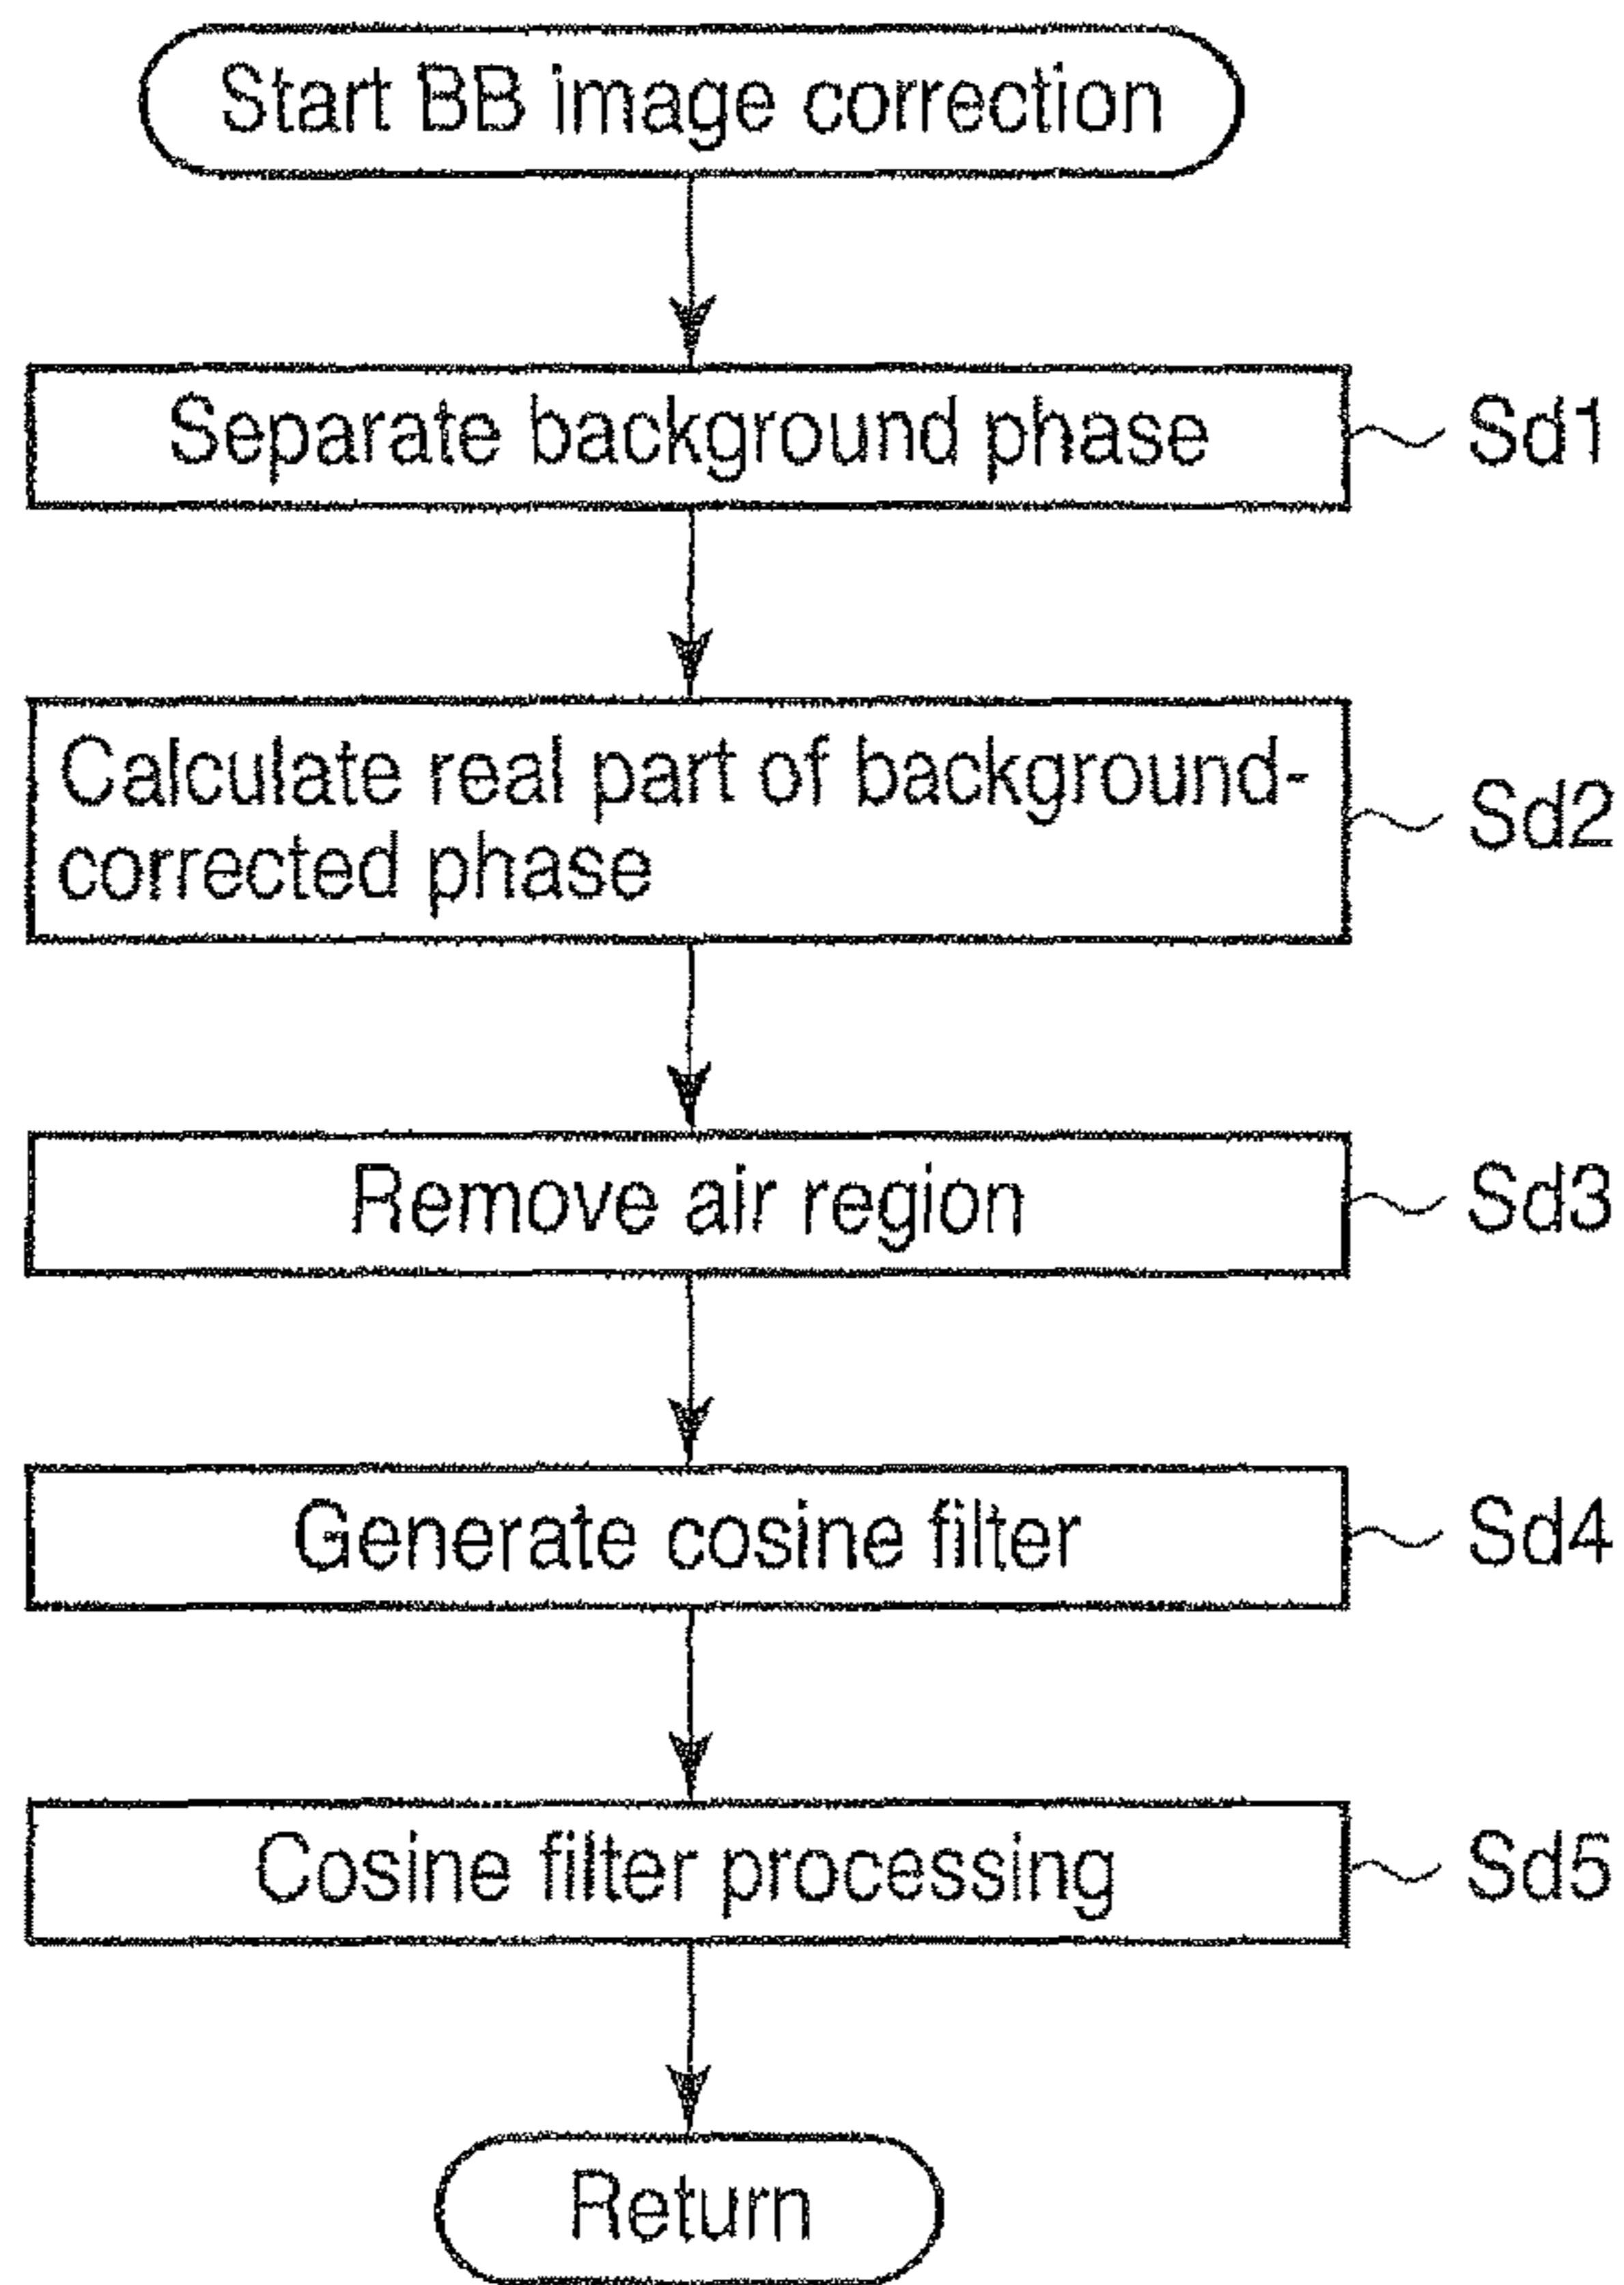 Start BB image correction
Separate background phase
Sd1
Calculate real part of background-
corrected phase
Sd2
Remove air region
Sd3
Generate cosine filter
Sd4
Cosine filter processing
Sd5
Return